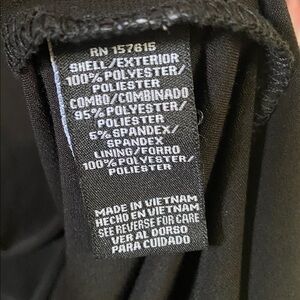 RN 157615
SHELL/EXTERIOR
100% POLYESTER/
POLIESTER
COMBO/COMBINADO
95% POLYESTER/
POLIESTER
5% SPANDEX/
SPANDEX
LINING/FORRO
100% POLYESTER/
POLIESTER
MADE IN VIETNAM
HECHO EN VIETNAM
SEE REVERSE FOR CARE
VER AL DORSO
PARA CUIDADO